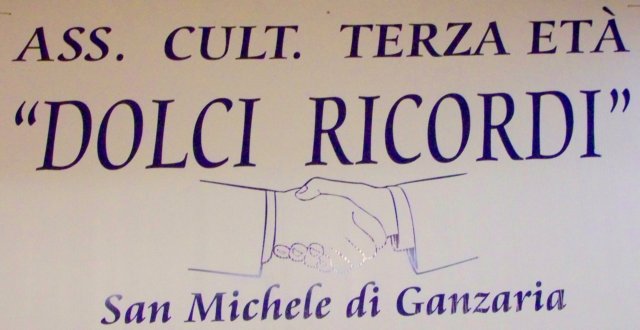 ASS. CULT. TERZA ETÀ
“DOLCI RICORDI”
San Michele di Ganzaria